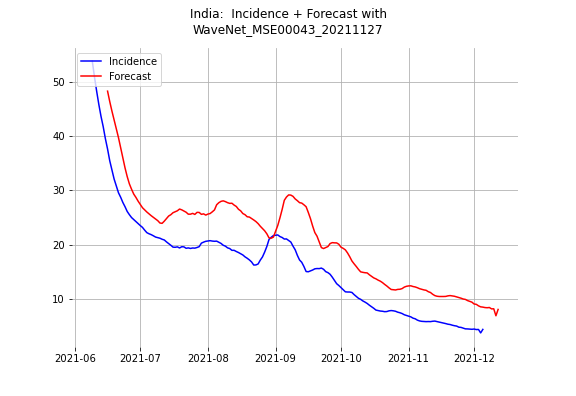 India:  Incidence + Forecast with
WaveNet_MSE00043_20211127
Incidence
Forecast
50
40
30
20
10
2021-06 2021-07 2021-08 2021-09 2021-10 2021-11 2021-12